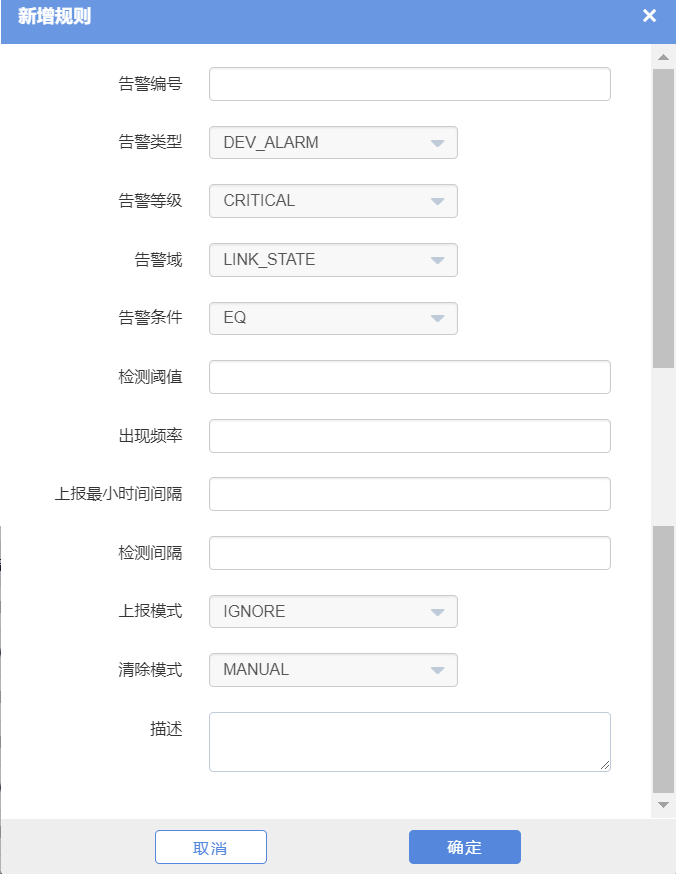 新增规则
告警编号
告警类型 DEV_ALARM
告警等级 CRITICAL
告警域 LINK_STATE
告警条件 EQ
检测阈值
出现频率
上报最小时间间隔
检测间隔
上报模式 IGNORE
清除模式 MANUAL
描述
取消 确定